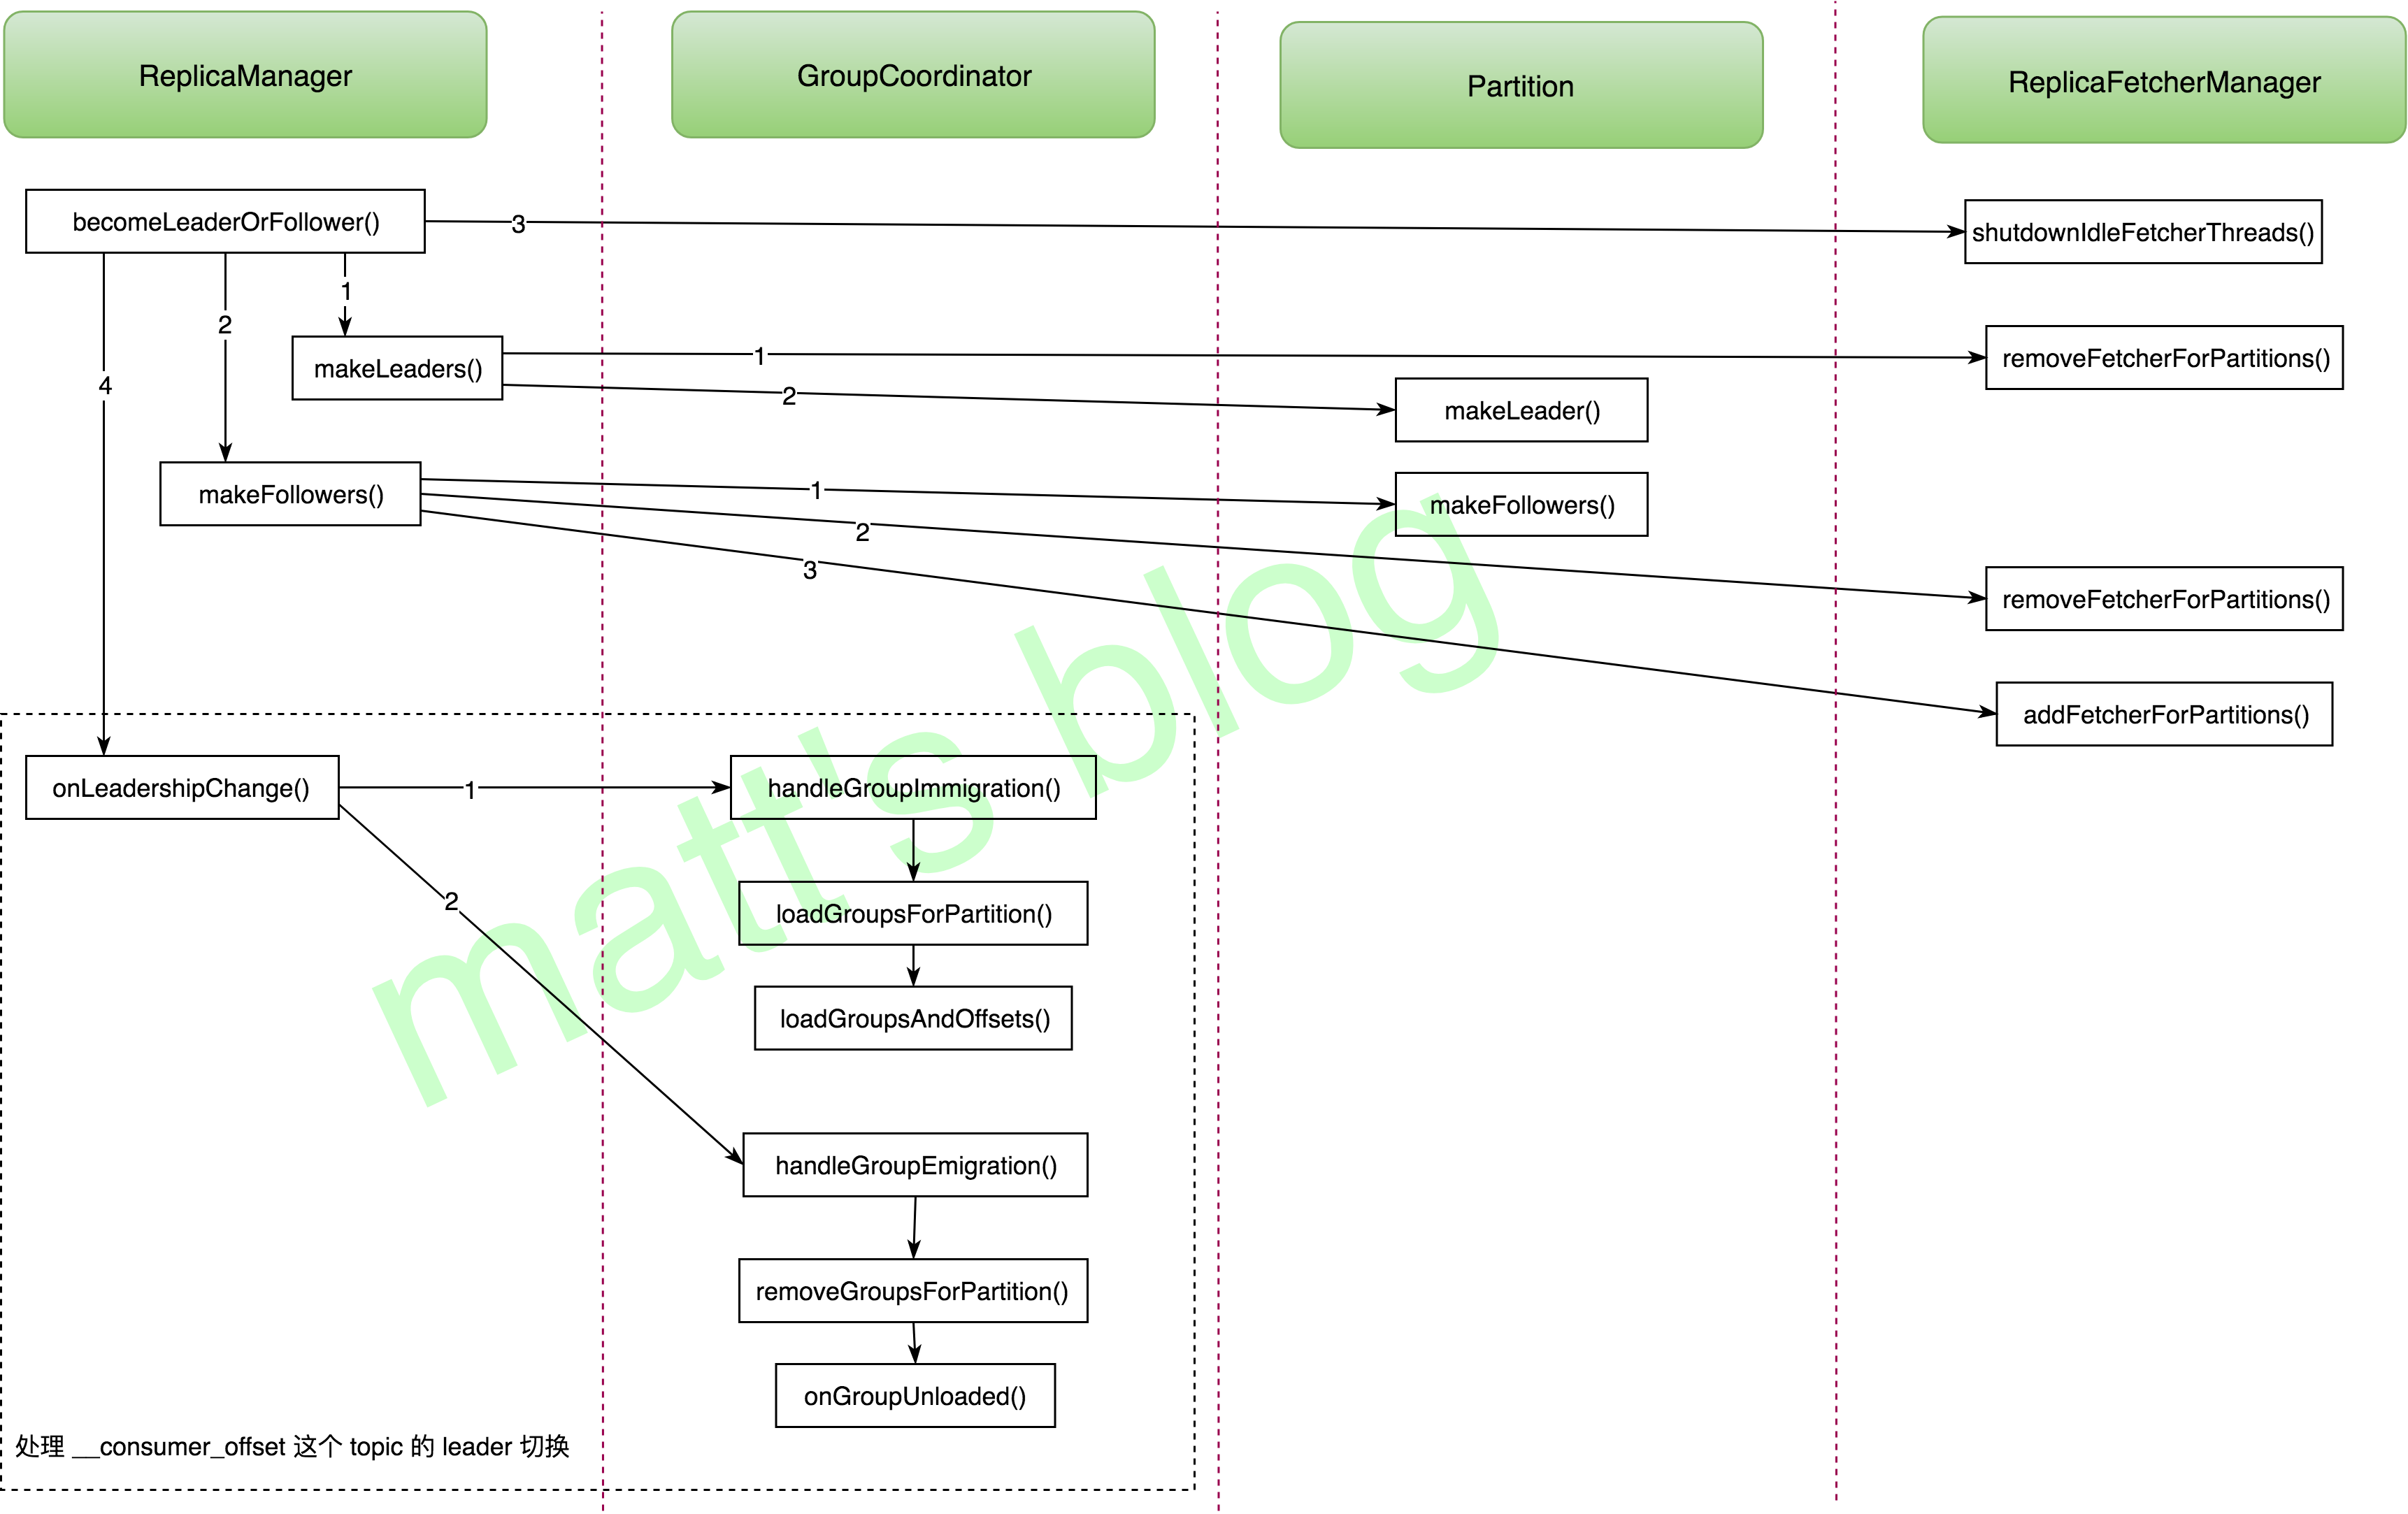 ReplicaManager
GroupCoordinator
Partition
ReplicaFetcherManager
becomeLeaderOrFollower()
3
shutdownIdleFetcherThreads()
1
2
4
makeLeaders()
1
removeFetcherForPartitions()
2
makeLeader()
makeFollowers()
1
makeFollowers()
2
removeFetcherForPartitions()
3
addFetcherForPartitions()
onLeadershipChange()
1
handleGroupImmigration()
2
loadGroupsForPartition()
loadGroupsAndOffsets()
handleGroupEmigration()
removeGroupsForPartition()
onGroupUnloaded()
处理 __consumer_offset 这个 topic 的 leader 切换
matt's blog